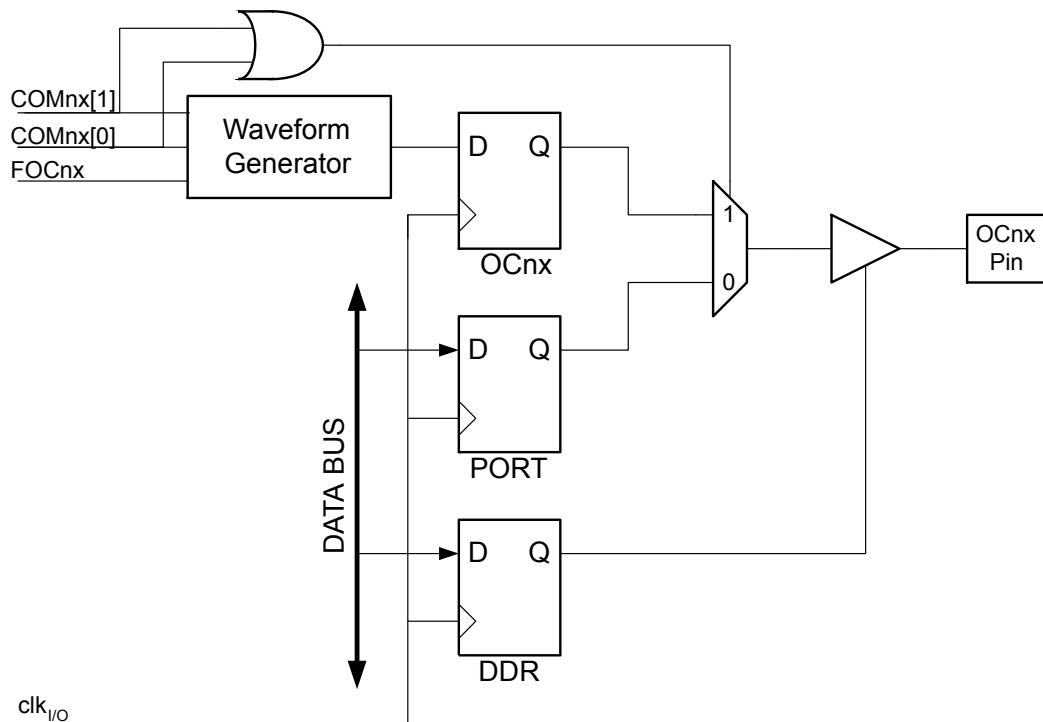 COMnx[1]
COMnx[0]
FOCnx
Waveform
Generator
D Q
OCnx
1
0
OCnx
Pin
D Q
PORT
DATA BUS
D Q
DDR
clkI/O